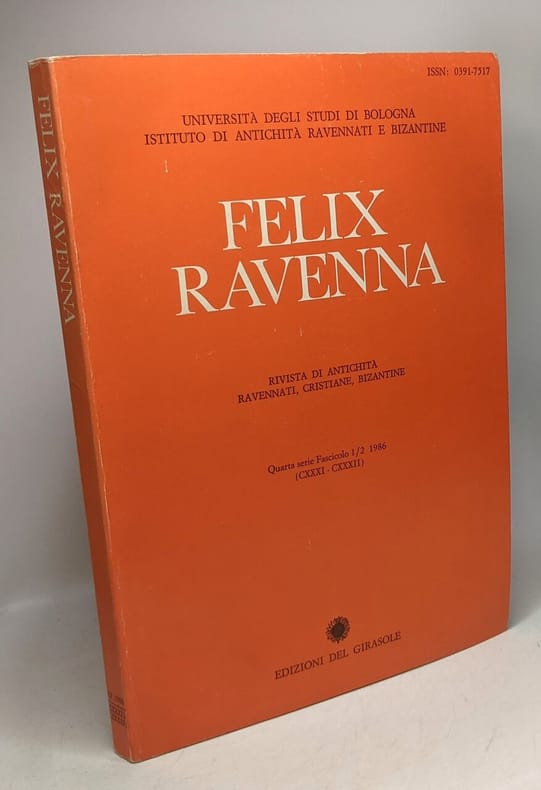 ISSN: 0391-7517
UNIVERSITÀ DEGLI STUDI DI BOLOGNA
ISTITUTO DI ANTICHITÀ RAVENNATI E BIZANTINE
FELIX
RAVENNA
RIVISTA DI ANTICHITÀ
RAVENNATI, CRISTIANE, BIZANTINE
Quarta serie Fascicolo 1/2 1986
(CXXXI - CXXXII)
EDIZIONI DEL GIRASOLE
FELIX RAVENNA